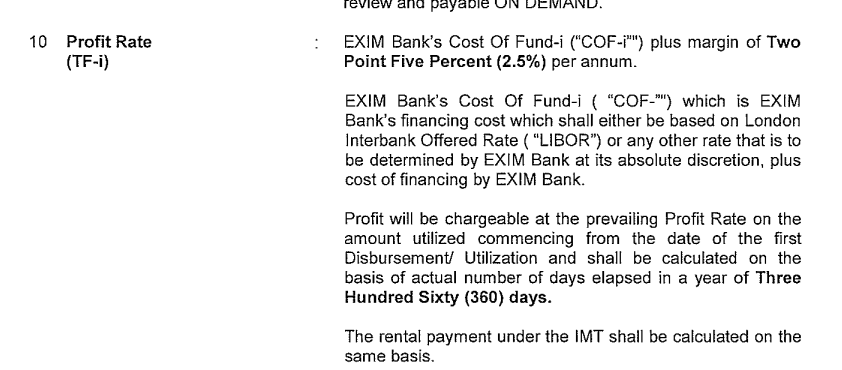 review and payable ON DEMAND.
10 Profit Rate : EXIM Bank's Cost Of Fund-i ("COF-i"") plus margin of Two
(TF-i) Point Five Percent (2.5%) per annum.
EXIM Bank's Cost Of Fund-i ( "COF-"") which is EXIM
Bank's financing cost which shall either be based on London
Interbank Offered Rate ( "LIBOR") or any other rate that is to
be determined by EXIM Bank at its absolute discretion, plus
cost of financing by EXIM Bank.
Profit will be chargeable at the prevailing Profit Rate on the
amount utilized commencing from the date of the first
Disbursement/ Utilization and shall be calculated on the
basis of actual number of days elapsed in a year of Three
Hundred Sixty (360) days.
The rental payment under the IMT shall be calculated on the
same basis.